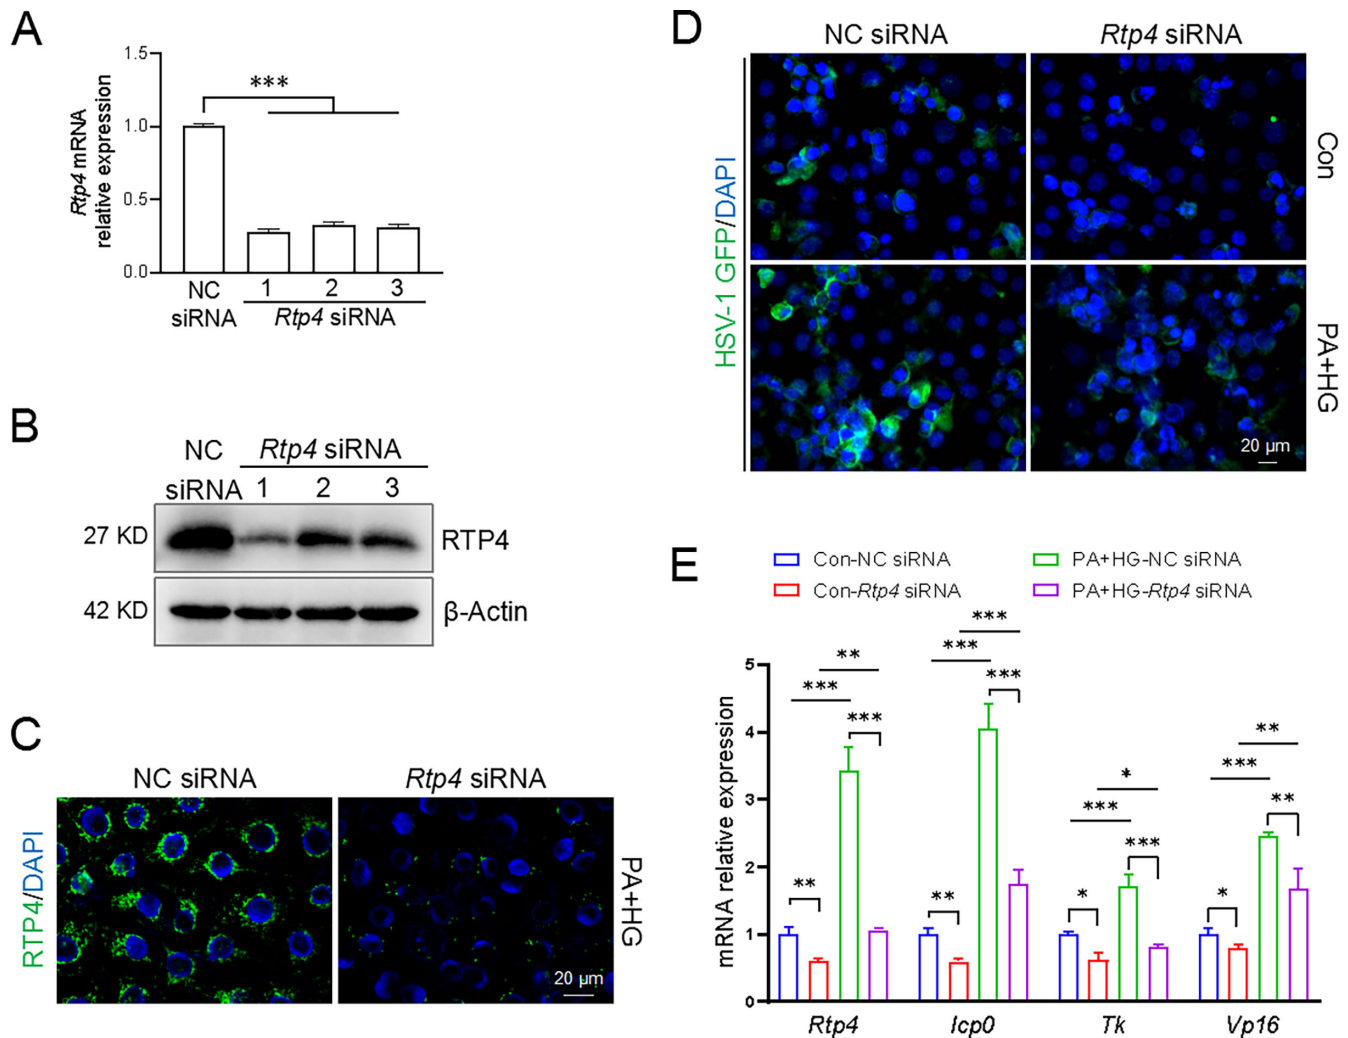 A
Rtp4 mRNA
relative expression
1.5
1.0
0.5
0.0
***
NC
siRNA
1 2 3
Rtp4 siRNA
B
NC
siRNA
Rtp4 siRNA
1 2 3
27 KD
RTP4
42 KD
β-Actin
C
NC siRNA
Rtp4 siRNA
RTP4/DAPI
PA+HG
20 μm
D
NC siRNA
Rtp4 siRNA
HSV-1 GFP/DAPI
Con
PA+HG
20 μm
E
Con-NC siRNA
PA+HG-NC siRNA
Con-Rtp4 siRNA
PA+HG-Rtp4 siRNA
mRNA relative expression
5
4
3
2
1
0
**
***
***
**
***
***
***
**
*
***
***
*
**
***
**
*
Rtp4 Icp0 Tk Vp16